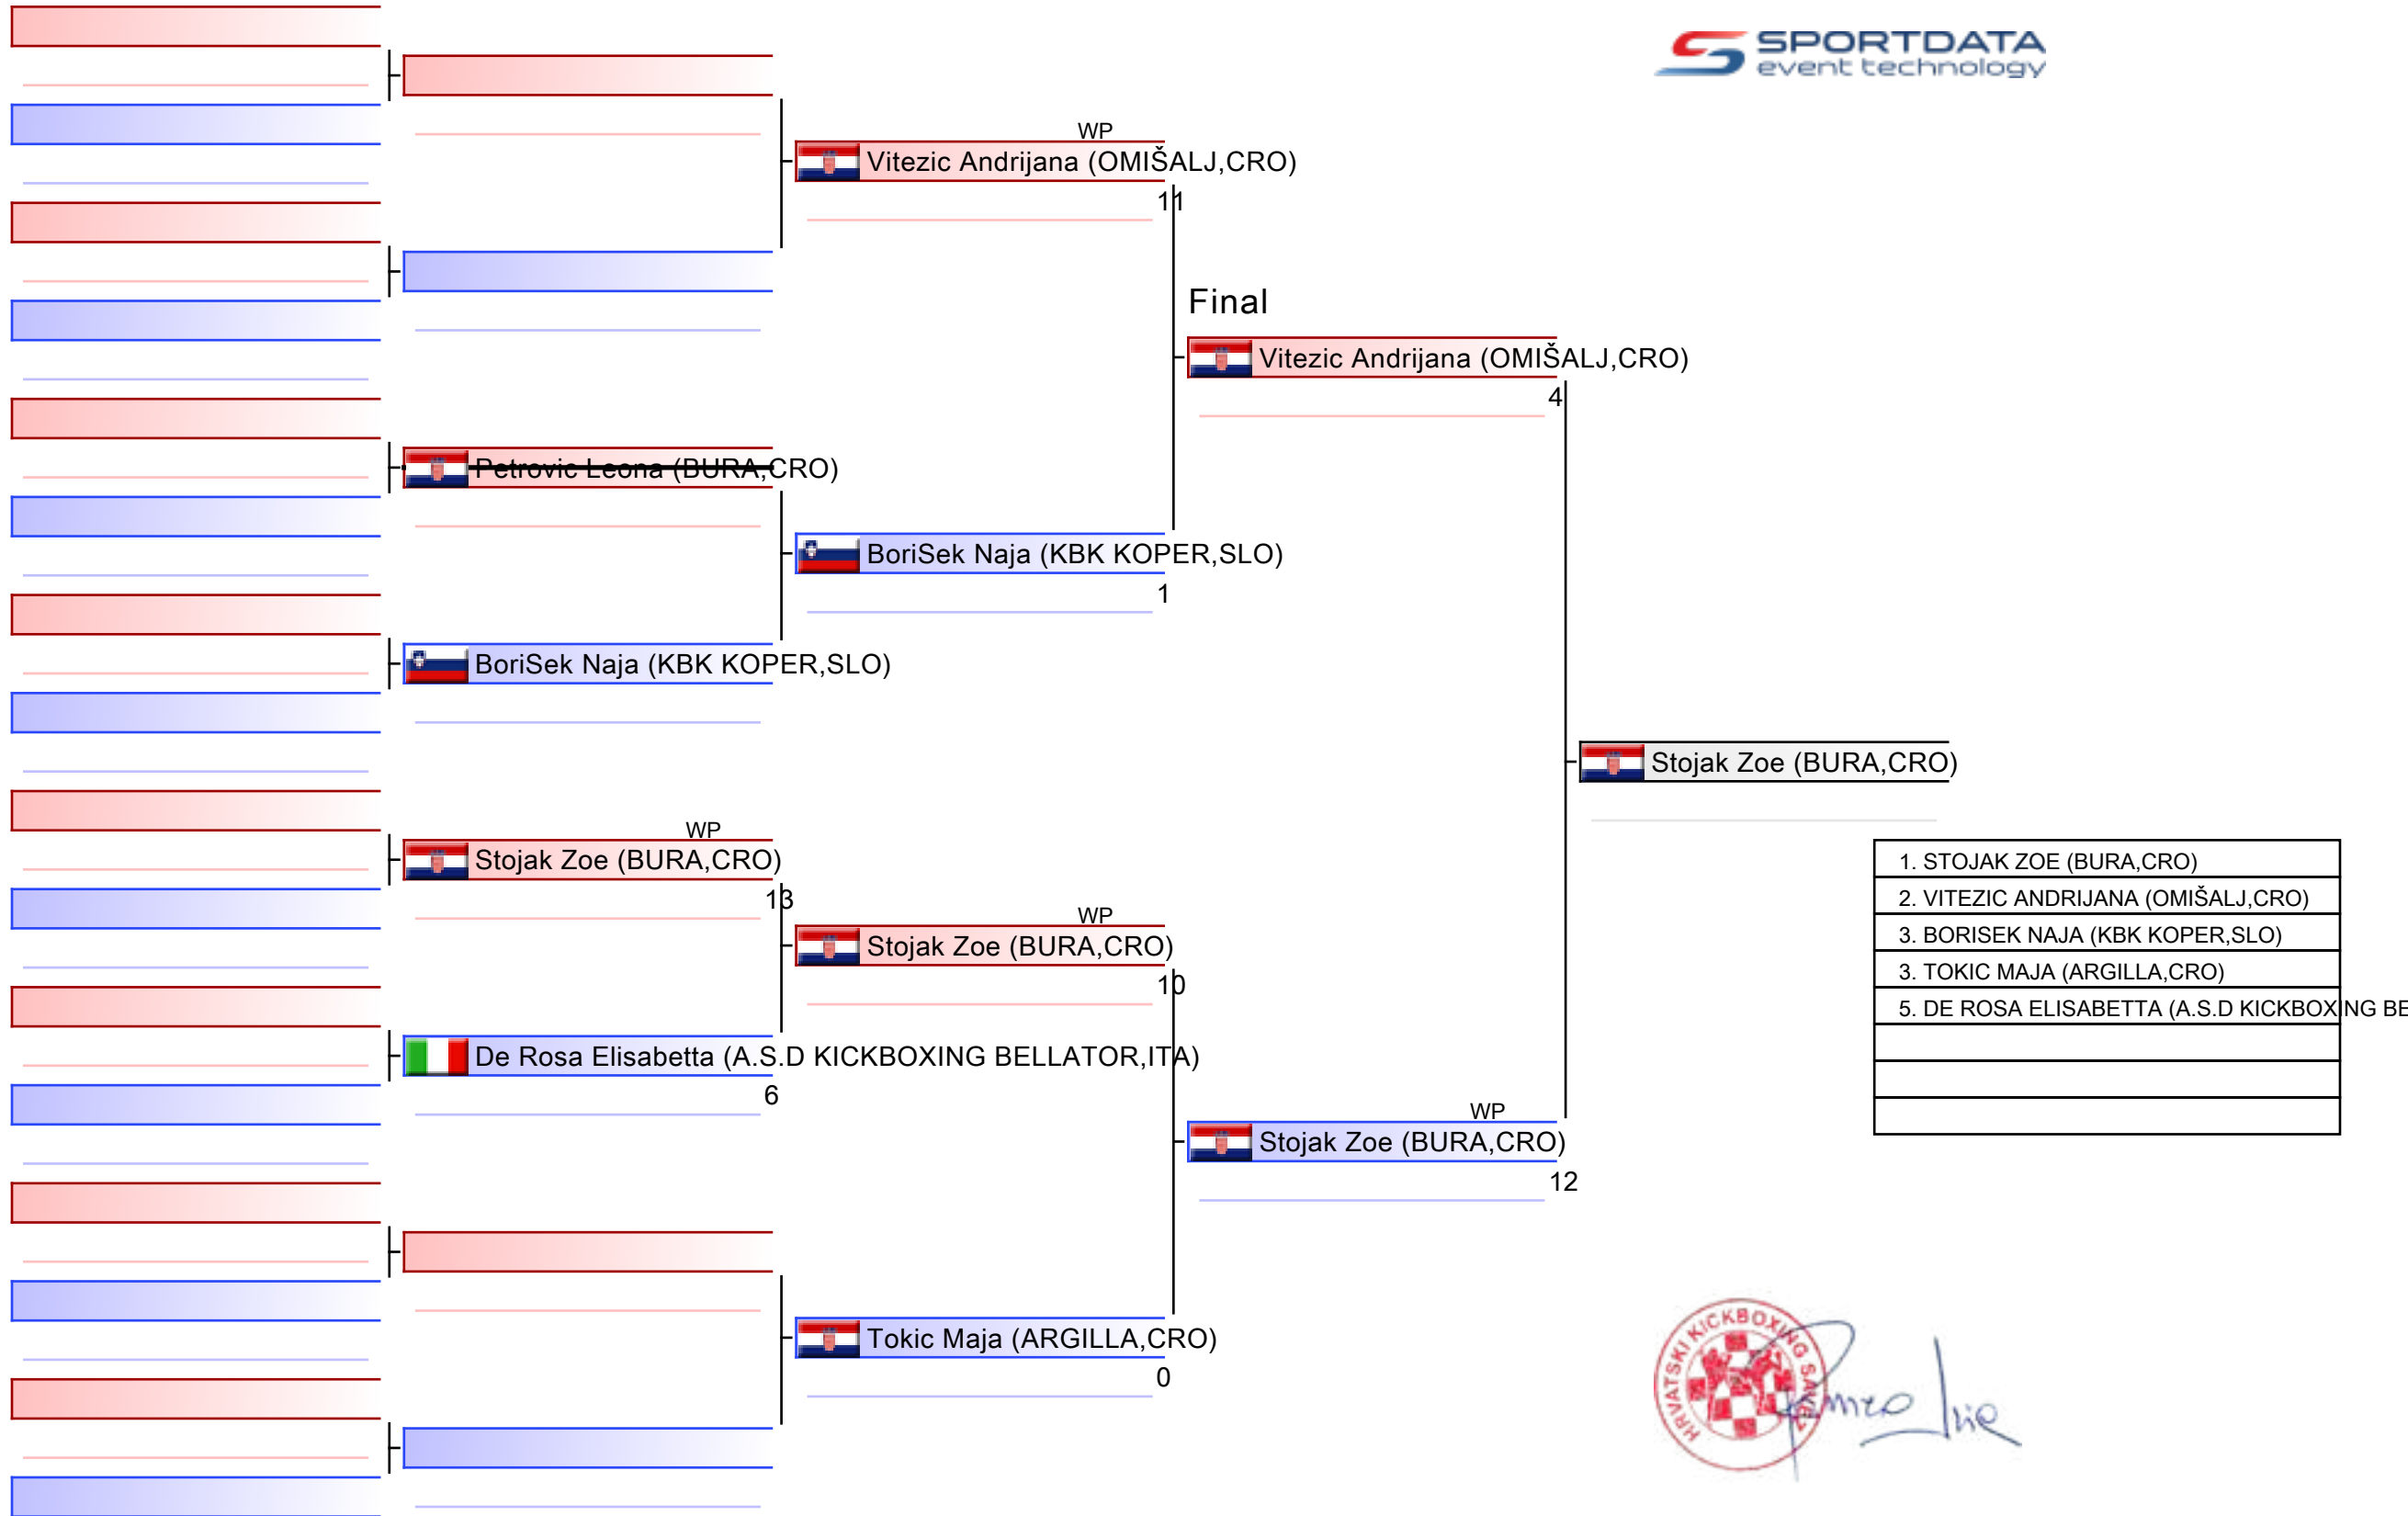 SPORTDATA
event technology
WP
Vitezic Andrijana (OMIŠALJ,CRO)
11
Final
Vitezic Andrijana (OMIŠALJ,CRO)
4
Petrovic Leona (BURA,CRO)
BoriSek Naja (KBK KOPER,SLO)
1
BoriSek Naja (KBK KOPER,SLO)
Stojak Zoe (BURA,CRO)
WP
Stojak Zoe (BURA,CRO)
13
WP
Stojak Zoe (BURA,CRO)
10
De Rosa Elisabetta (A.S.D KICKBOXING BELLATOR,ITA)
6
WP
Stojak Zoe (BURA,CRO)
12
Tokic Maja (ARGILLA,CRO)
0
1. STOJAK ZOE (BURA,CRO)
2. VITEZIC ANDRIJANA (OMIŠALJ,CRO)
3. BORISEK NAJA (KBK KOPER,SLO)
3. TOKIC MAJA (ARGILLA,CRO)
5. DE ROSA ELISABETTA (A.S.D KICKBOXING BE
HRVATSKI KICKBOXING SAVEZ